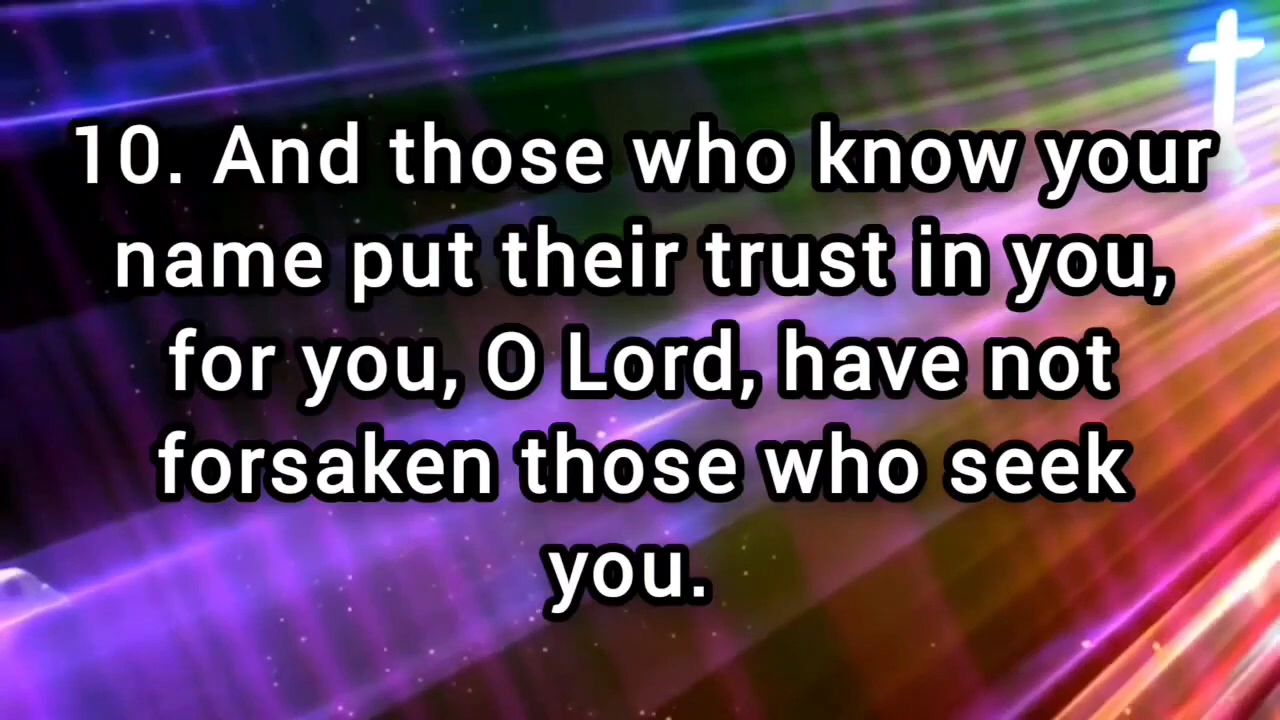 10. And those who know your
name put their trust in you,
for you, O Lord, have not
forsaken those who seek
you.